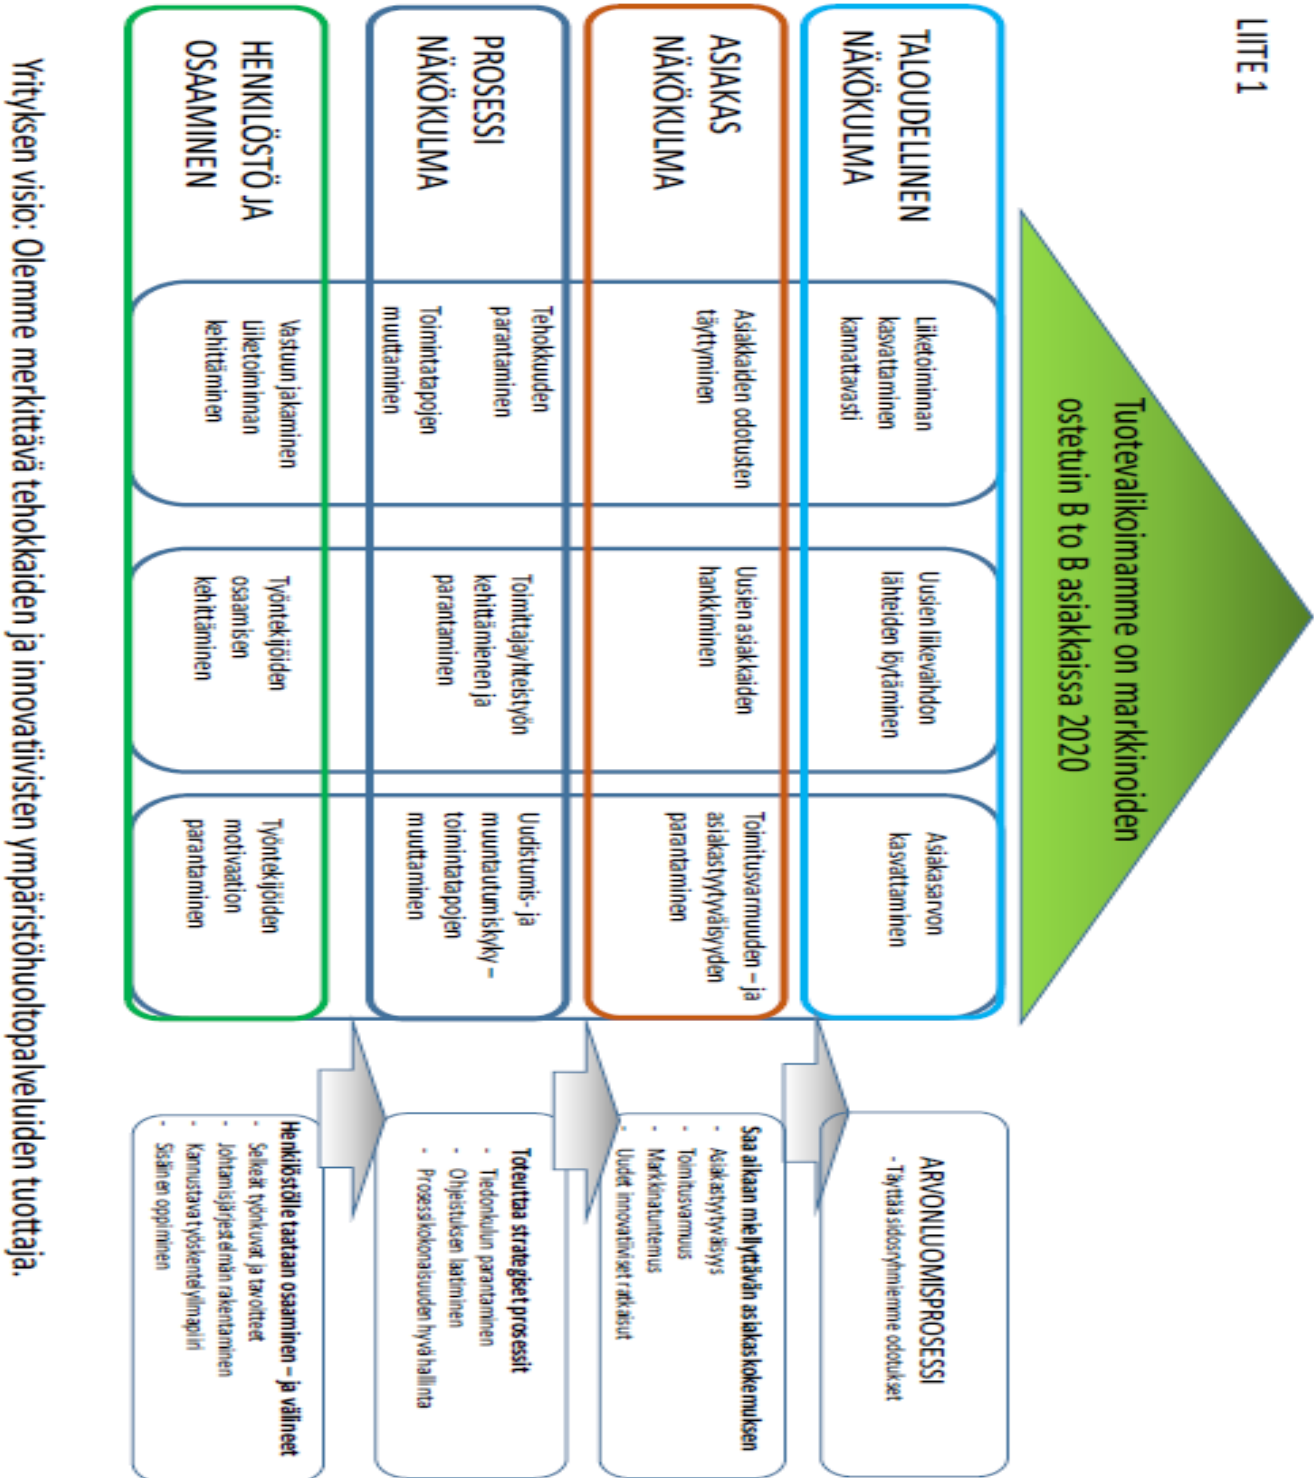 LIITE 1
Tuotevalikoimamme on markkinoiden
ostetuin B to B asiakkaissa 2020
TALOUDELLINEN
NÄKÖKULMA
Liiketoiminnan
kasvattaminen
kannattavasti
Uusien liikevaihdon
lähteiden löytäminen
Asiakasarvon
kasvattaminen
ARVONLUOMISPROSESSI
- Täyttää sidosryhmiemme odotukset
ASIAKAS
NÄKÖKULMA
Asiakkaiden odotusten
täyttyminen
Uusien asiakkaiden
hankkiminen
Toimitusvarmuuden – ja
asiakastyytyväisyyden
parantaminen
Saa aikaan miellyttävän asiakaskokemuksen
- Asiakastyytyväisyys
- Toimitusvarmuus
- Markkinatuntemus
- Uudet innovatiiviset ratkaisut
PROSESSI
NÄKÖKULMA
Tehokkuuden
parantaminen
Toimintatapojen
muuttaminen
Toimittajayhteistyön
kehittämienen ja
parantaminen
Uudistumis- ja
muuntautumiskyky –
toimintatapojen
muuttaminen
Toteuttaa strategiset prosessit
- Tiedonkulun parantaminen
- Ohjeistuksen laatiminen
- Prosessikokonaisuuden hyvä hallinta
HENKILÖSTÖ JA
OSAAMINEN
Vastuun jakaminen
Liiketoiminnan
kehittäminen
Työntekijöiden
osaamisen
kehittäminen
Työntekijöiden
motivaation
parantaminen
Henkilöstölle taataan osaaminen – ja välineet
- Selkeät työnkuvat ja tavoitteet
- Johtamisjärjestelmän rakentaminen
- Kannustava työskentelyilmapiiri
- Sisäinen oppiminen
Yrityksen visio: Olemme merkittävä tehokkaiden ja innovatiivisten ympäristöhuoltopalveluiden tuottaja.